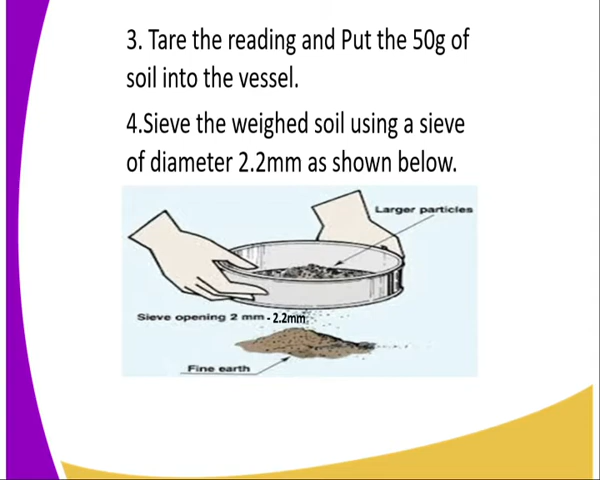 3. Tare the reading and Put the 50g of
soil into the vessel.
4.Sieve the weighed soil using a sieve
of diameter 2.2mm as shown below.
Larger particles
Sieve opening 2 mm - 2.2mm
Fine earth